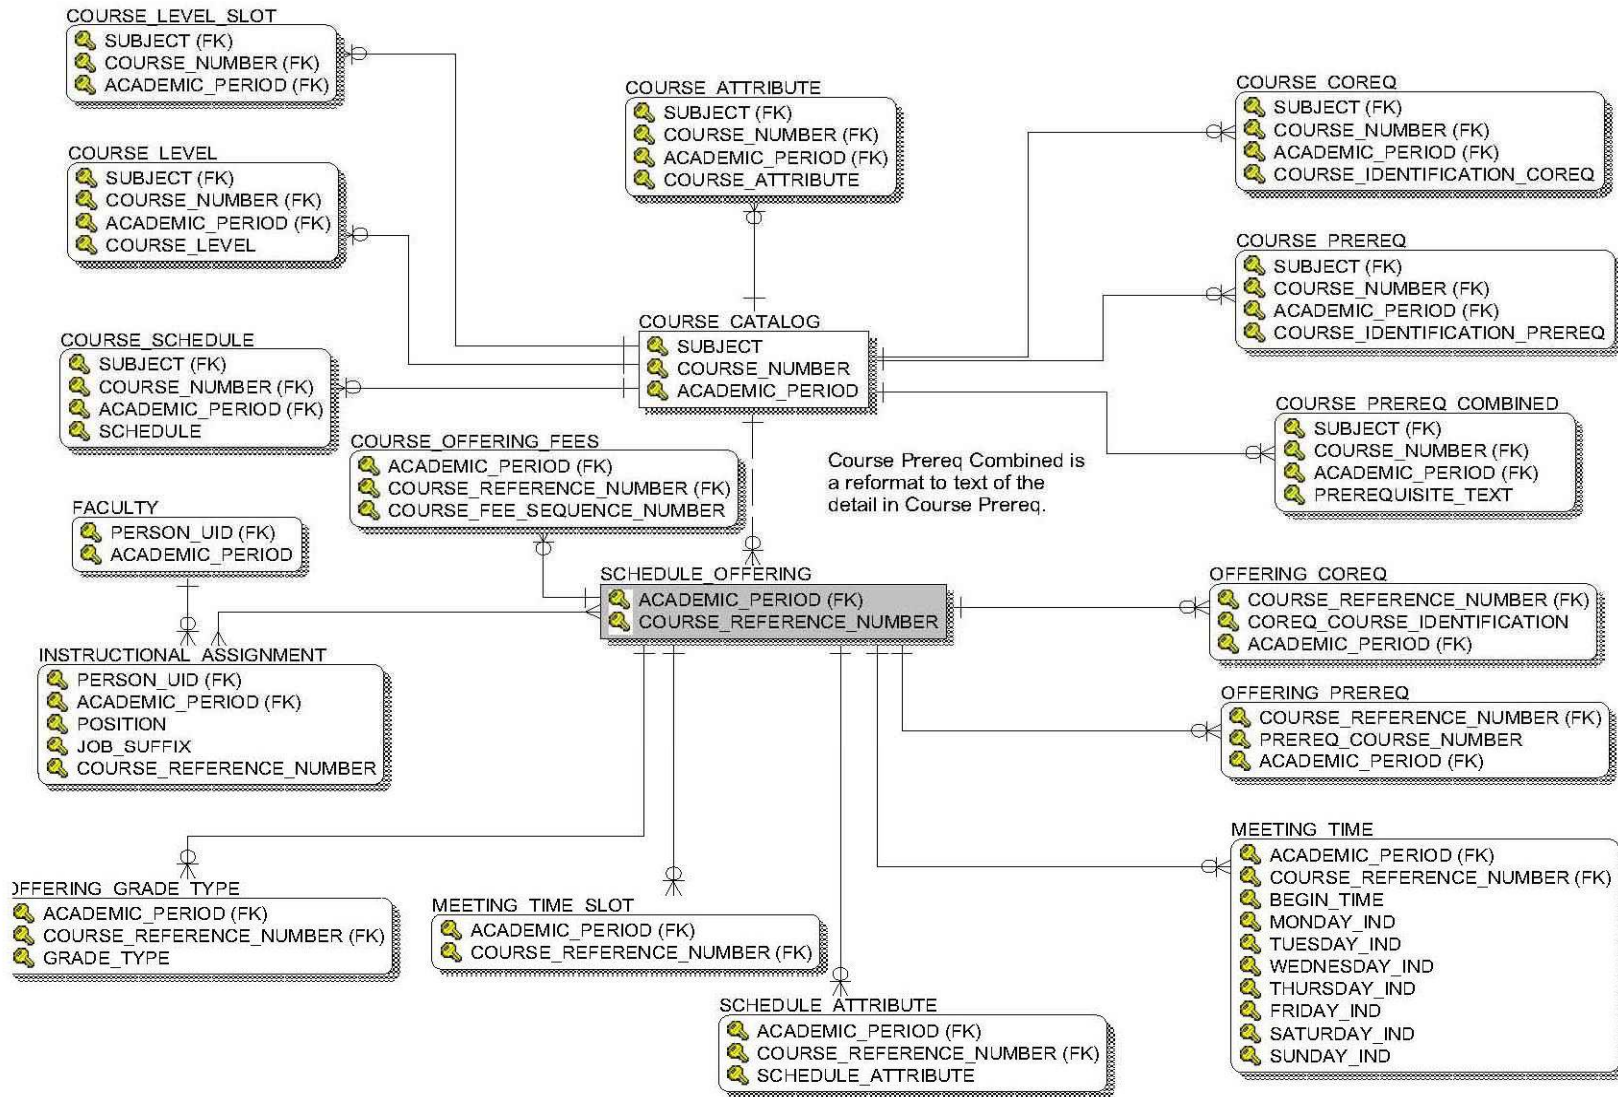 COURSE_LEVEL_SLOT
SUBJECT (FK)
COURSE_NUMBER (FK)
ACADEMIC_PERIOD (FK)
COURSE_ATTRIBUTE
SUBJECT (FK)
COURSE_NUMBER (FK)
ACADEMIC_PERIOD (FK)
COURSE_ATTRIBUTE
COURSE_COREQ
SUBJECT (FK)
COURSE_NUMBER (FK)
ACADEMIC_PERIOD (FK)
COURSE_IDENTIFICATION_COREQ
COURSE_LEVEL
SUBJECT (FK)
COURSE_NUMBER (FK)
ACADEMIC_PERIOD (FK)
COURSE_LEVEL
COURSE_PREREQ
SUBJECT (FK)
COURSE_NUMBER (FK)
ACADEMIC_PERIOD (FK)
COURSE_IDENTIFICATION_PREREQ
COURSE_CATALOG
SUBJECT
COURSE_NUMBER
ACADEMIC_PERIOD
COURSE_SCHEDULE
SUBJECT (FK)
COURSE_NUMBER (FK)
ACADEMIC_PERIOD (FK)
SCHEDULE
COURSE_PREREQ_COMBINED
SUBJECT (FK)
COURSE_NUMBER (FK)
ACADEMIC_PERIOD (FK)
PREREQUISITE_TEXT
COURSE_OFFERING_FEES
ACADEMIC_PERIOD (FK)
COURSE_REFERENCE_NUMBER (FK)
COURSE_FEE_SEQUENCE_NUMBER
Course Prereq Combined is
a reformat to text of the
detail in Course Prereq.
FACULTY
PERSON_UID (FK)
ACADEMIC_PERIOD
SCHEDULE_OFFERING
ACADEMIC_PERIOD (FK)
COURSE_REFERENCE_NUMBER
OFFERING_COREQ
COURSE_REFERENCE_NUMBER (FK)
COREQ_COURSE_IDENTIFICATION
ACADEMIC_PERIOD (FK)
INSTRUCTIONAL_ASSIGNMENT
PERSON_UID (FK)
ACADEMIC_PERIOD (FK)
POSITION
JOB_SUFFIX
COURSE_REFERENCE_NUMBER
OFFERING_PREREQ
COURSE_REFERENCE_NUMBER (FK)
PREREQ_COURSE_NUMBER
ACADEMIC_PERIOD (FK)
MEETING_TIME
ACADEMIC_PERIOD (FK)
COURSE_REFERENCE_NUMBER (FK)
BEGIN_TIME
MONDAY_IND
TUESDAY_IND
WEDNESDAY_IND
THURSDAY_IND
FRIDAY_IND
SATURDAY_IND
SUNDAY_IND
OFFERING_GRADE_TYPE
ACADEMIC_PERIOD (FK)
COURSE_REFERENCE_NUMBER (FK)
GRADE_TYPE
MEETING_TIME_SLOT
ACADEMIC_PERIOD (FK)
COURSE_REFERENCE_NUMBER (FK)
SCHEDULE_ATTRIBUTE
ACADEMIC_PERIOD (FK)
COURSE_REFERENCE_NUMBER (FK)
SCHEDULE_ATTRIBUTE